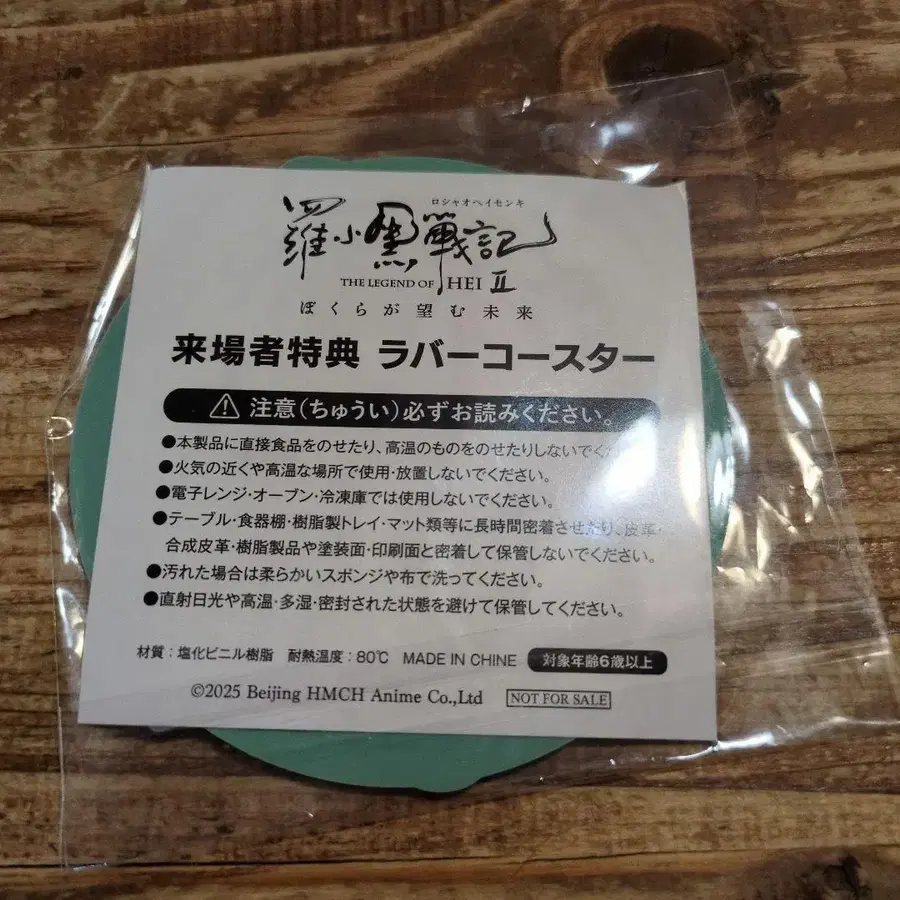 ロシャオヘイセンキ
羅小黒戰記
THE LEGEND OF HEI II
ぼくらが望む未来
来場者特典 ラバーコースター
⚠ 注意(ちゅうい)必ずお読みください。
●本製品に直接食品をのせたり、高温のものをのせたりしないでくだ
●火気の近くや高温な場所で使用・放置しないでください。
●電子レンジ・オーブン・冷凍庫では使用しないでください。
●テーブル・食器棚・樹脂製トレイ・マット類等に長時間密着させたり、皮革・
合成皮革・樹脂製品や塗装面・印刷面と密着して保管しないでください。
●汚れた場合は柔らかいスポンジや布で洗ってください。
●直射日光や高温・多湿・密封された状態を避けて保管してください。
材質:塩化ビニル樹脂 耐熱温度:80℃ MADE IN CHINE 対象年齢6歳以上
©2025 Beijing HMCH Anime Co.,Ltd NOT FOR SALE